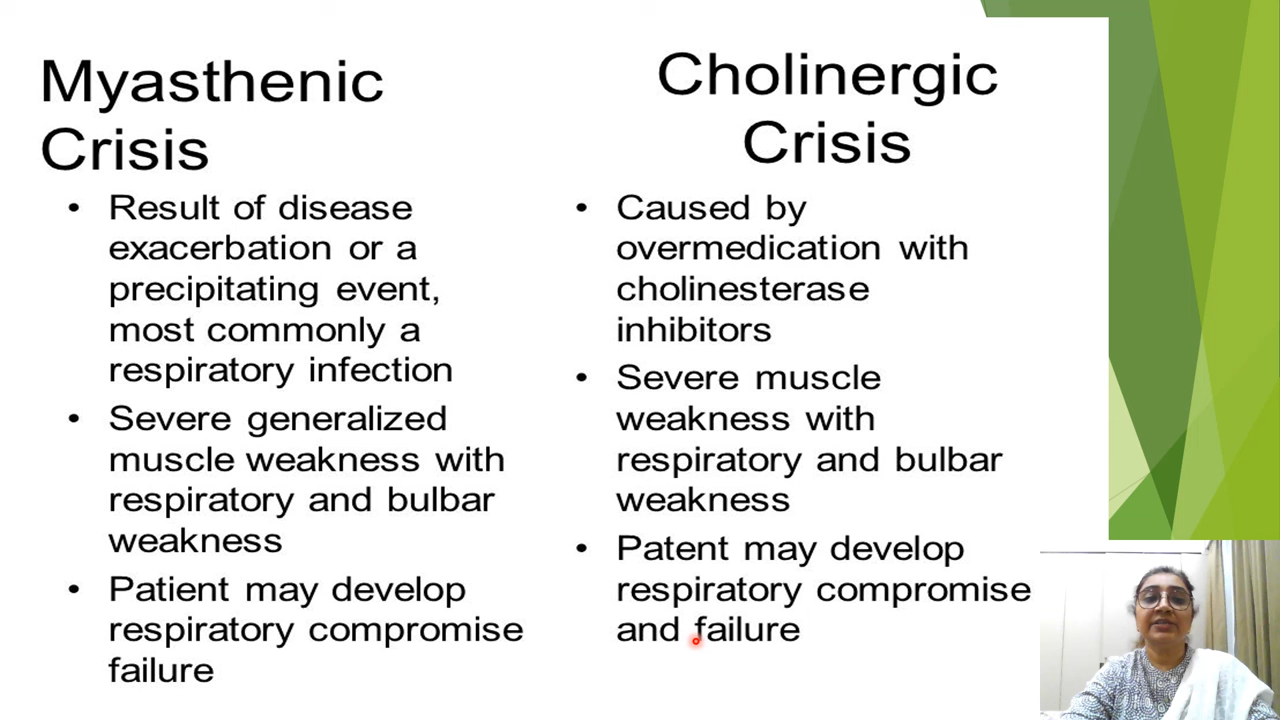 Myasthenic
Crisis
• Result of disease
exacerbation or a
precipitating event,
most commonly a
respiratory infection
• Severe generalized
muscle weakness with
respiratory and bulbar
weakness
• Patient may develop
respiratory compromise
failure
Cholinergic
Crisis
• Caused by
overmedication with
cholinesterase
inhibitors
• Severe muscle
weakness with
respiratory and bulbar
weakness
• Patent may develop
respiratory compromise
and failure